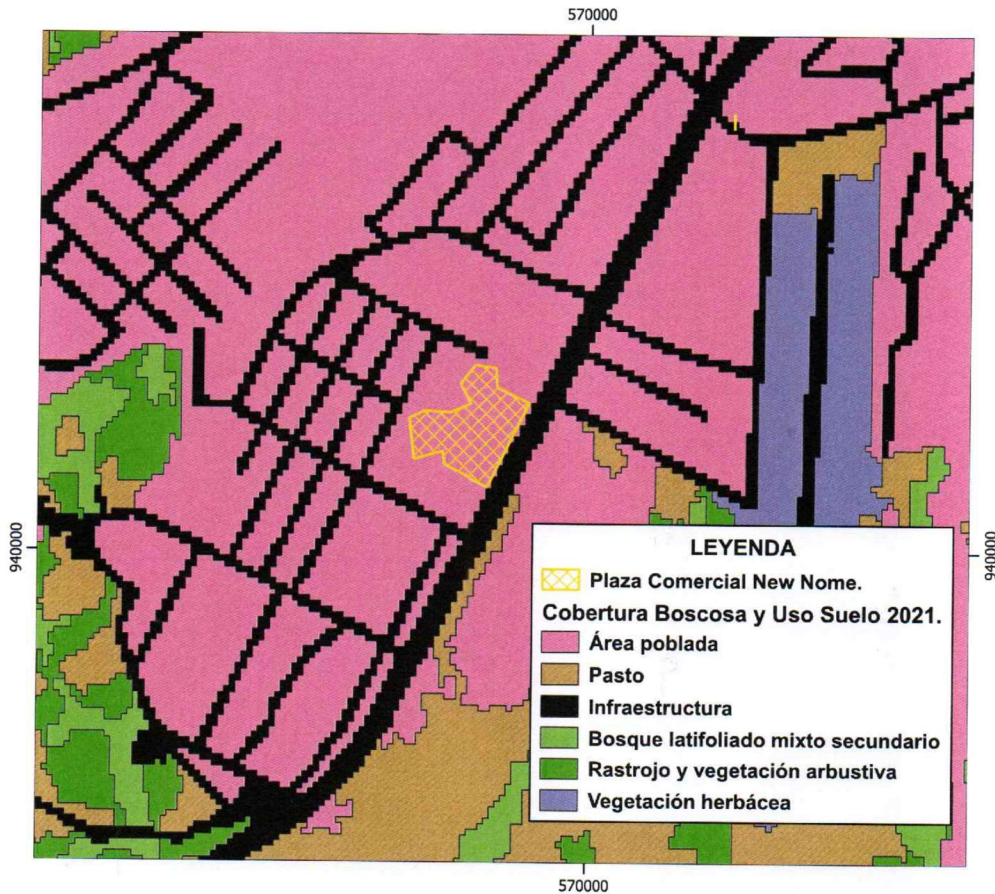 570000
940000
940000
LEYENDA
Plaza Comercial New Nome.
Cobertura Boscosa y Uso Suelo 2021.
Área poblada
Pasto
Infraestructura
Bosque latifoliado mixto secundario
Rastrojo y vegetación arbustiva
Vegetación herbácea
570000